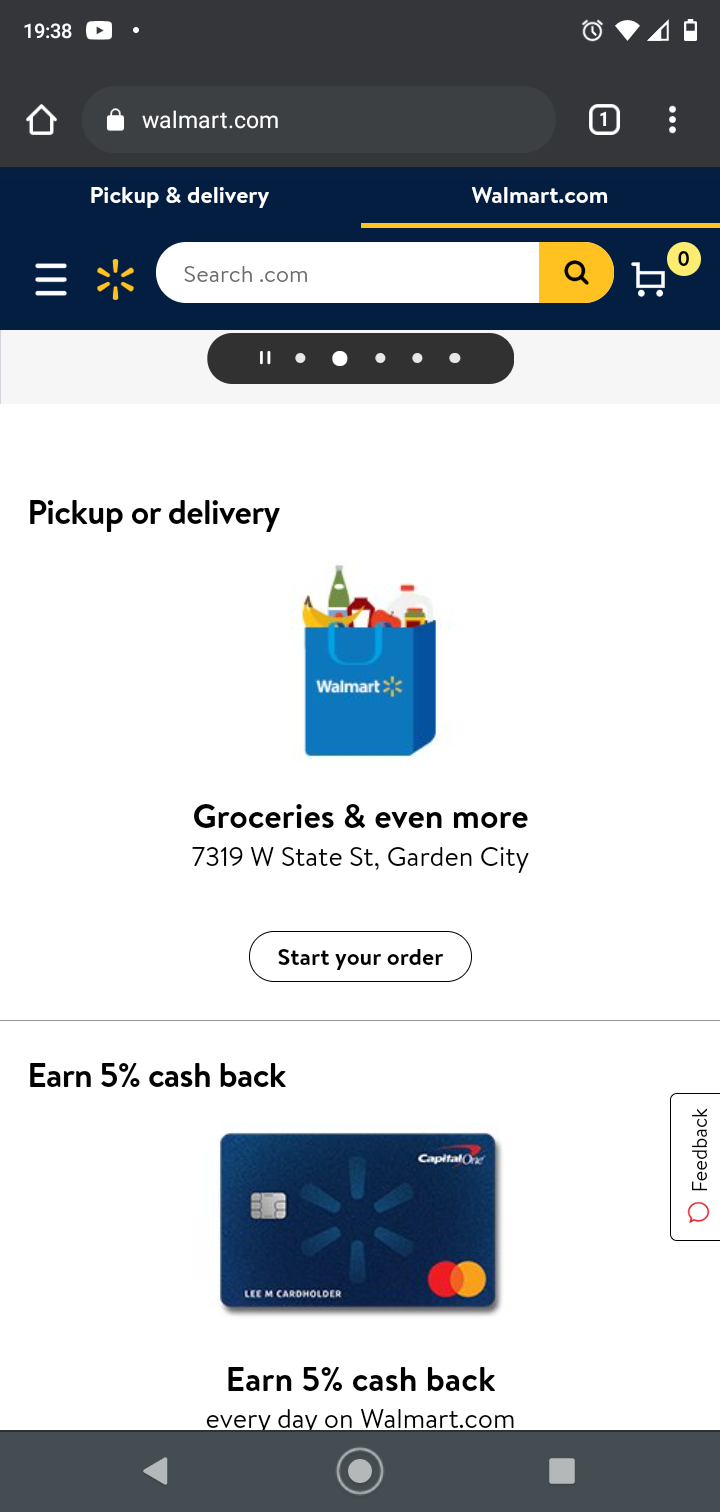 19:38
walmart.com
1
Pickup & delivery
Walmart.com
Search .com
0
Pickup or delivery
Walmart
Groceries & even more
7319 W State St, Garden City
Start your order
Earn 5% cash back
Feedback
CapitalOne
LEE M CARDHOLDER
Earn 5% cash back
every day on Walmart.com